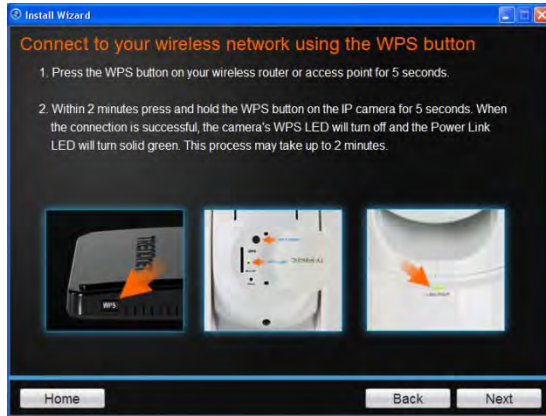 Install Wizard
Connect to your wireless network using the WPS button
1. Press the WPS button on your wireless router or access point for 5 seconds.
2. Within 2 minutes press and hold the WPS button on the IP camera for 5 seconds. When
the connection is successful, the camera's WPS LED will turn off and the Power Link
LED will turn solid green. This process may take up to 2 minutes.
WPS
Home
Back
Next